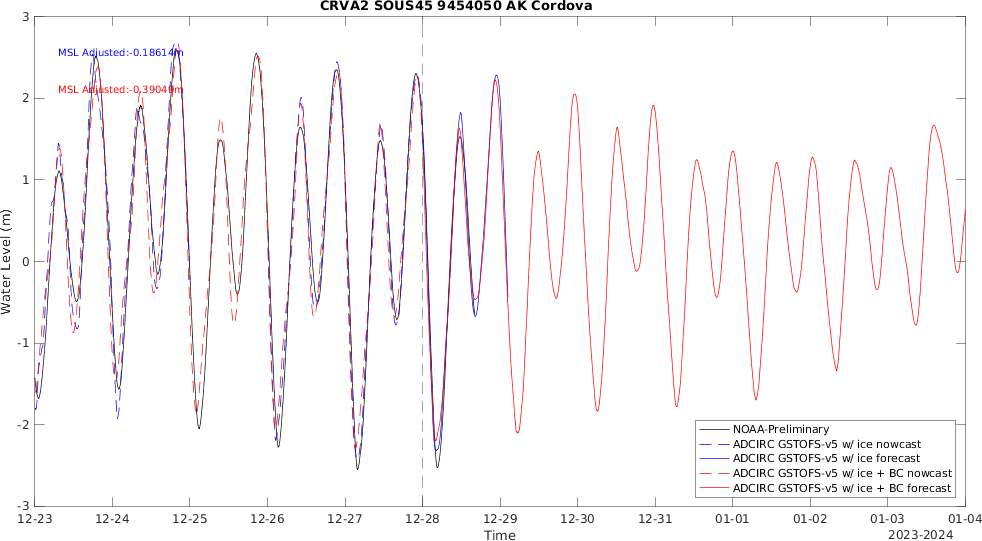 CRVA2 SOUS45 9454050 AK Cordova
3
MSL Adjusted:-0.18614m
2
MSL Adjusted:-0.39049m
1
0
-1
-2
-3
Water Level (m)
NOAA-Preliminary
ADCIRC GSTOFS-v5 w/ ice nowcast
ADCIRC GSTOFS-v5 w/ ice forecast
ADCIRC GSTOFS-v5 w/ ice + BC nowcast
ADCIRC GSTOFS-v5 w/ ice + BC forecast
12-23 12-24 12-25 12-26 12-27 12-28 12-29 12-30 12-31 01-01 01-02 01-03 01-04
Time
2023-2024